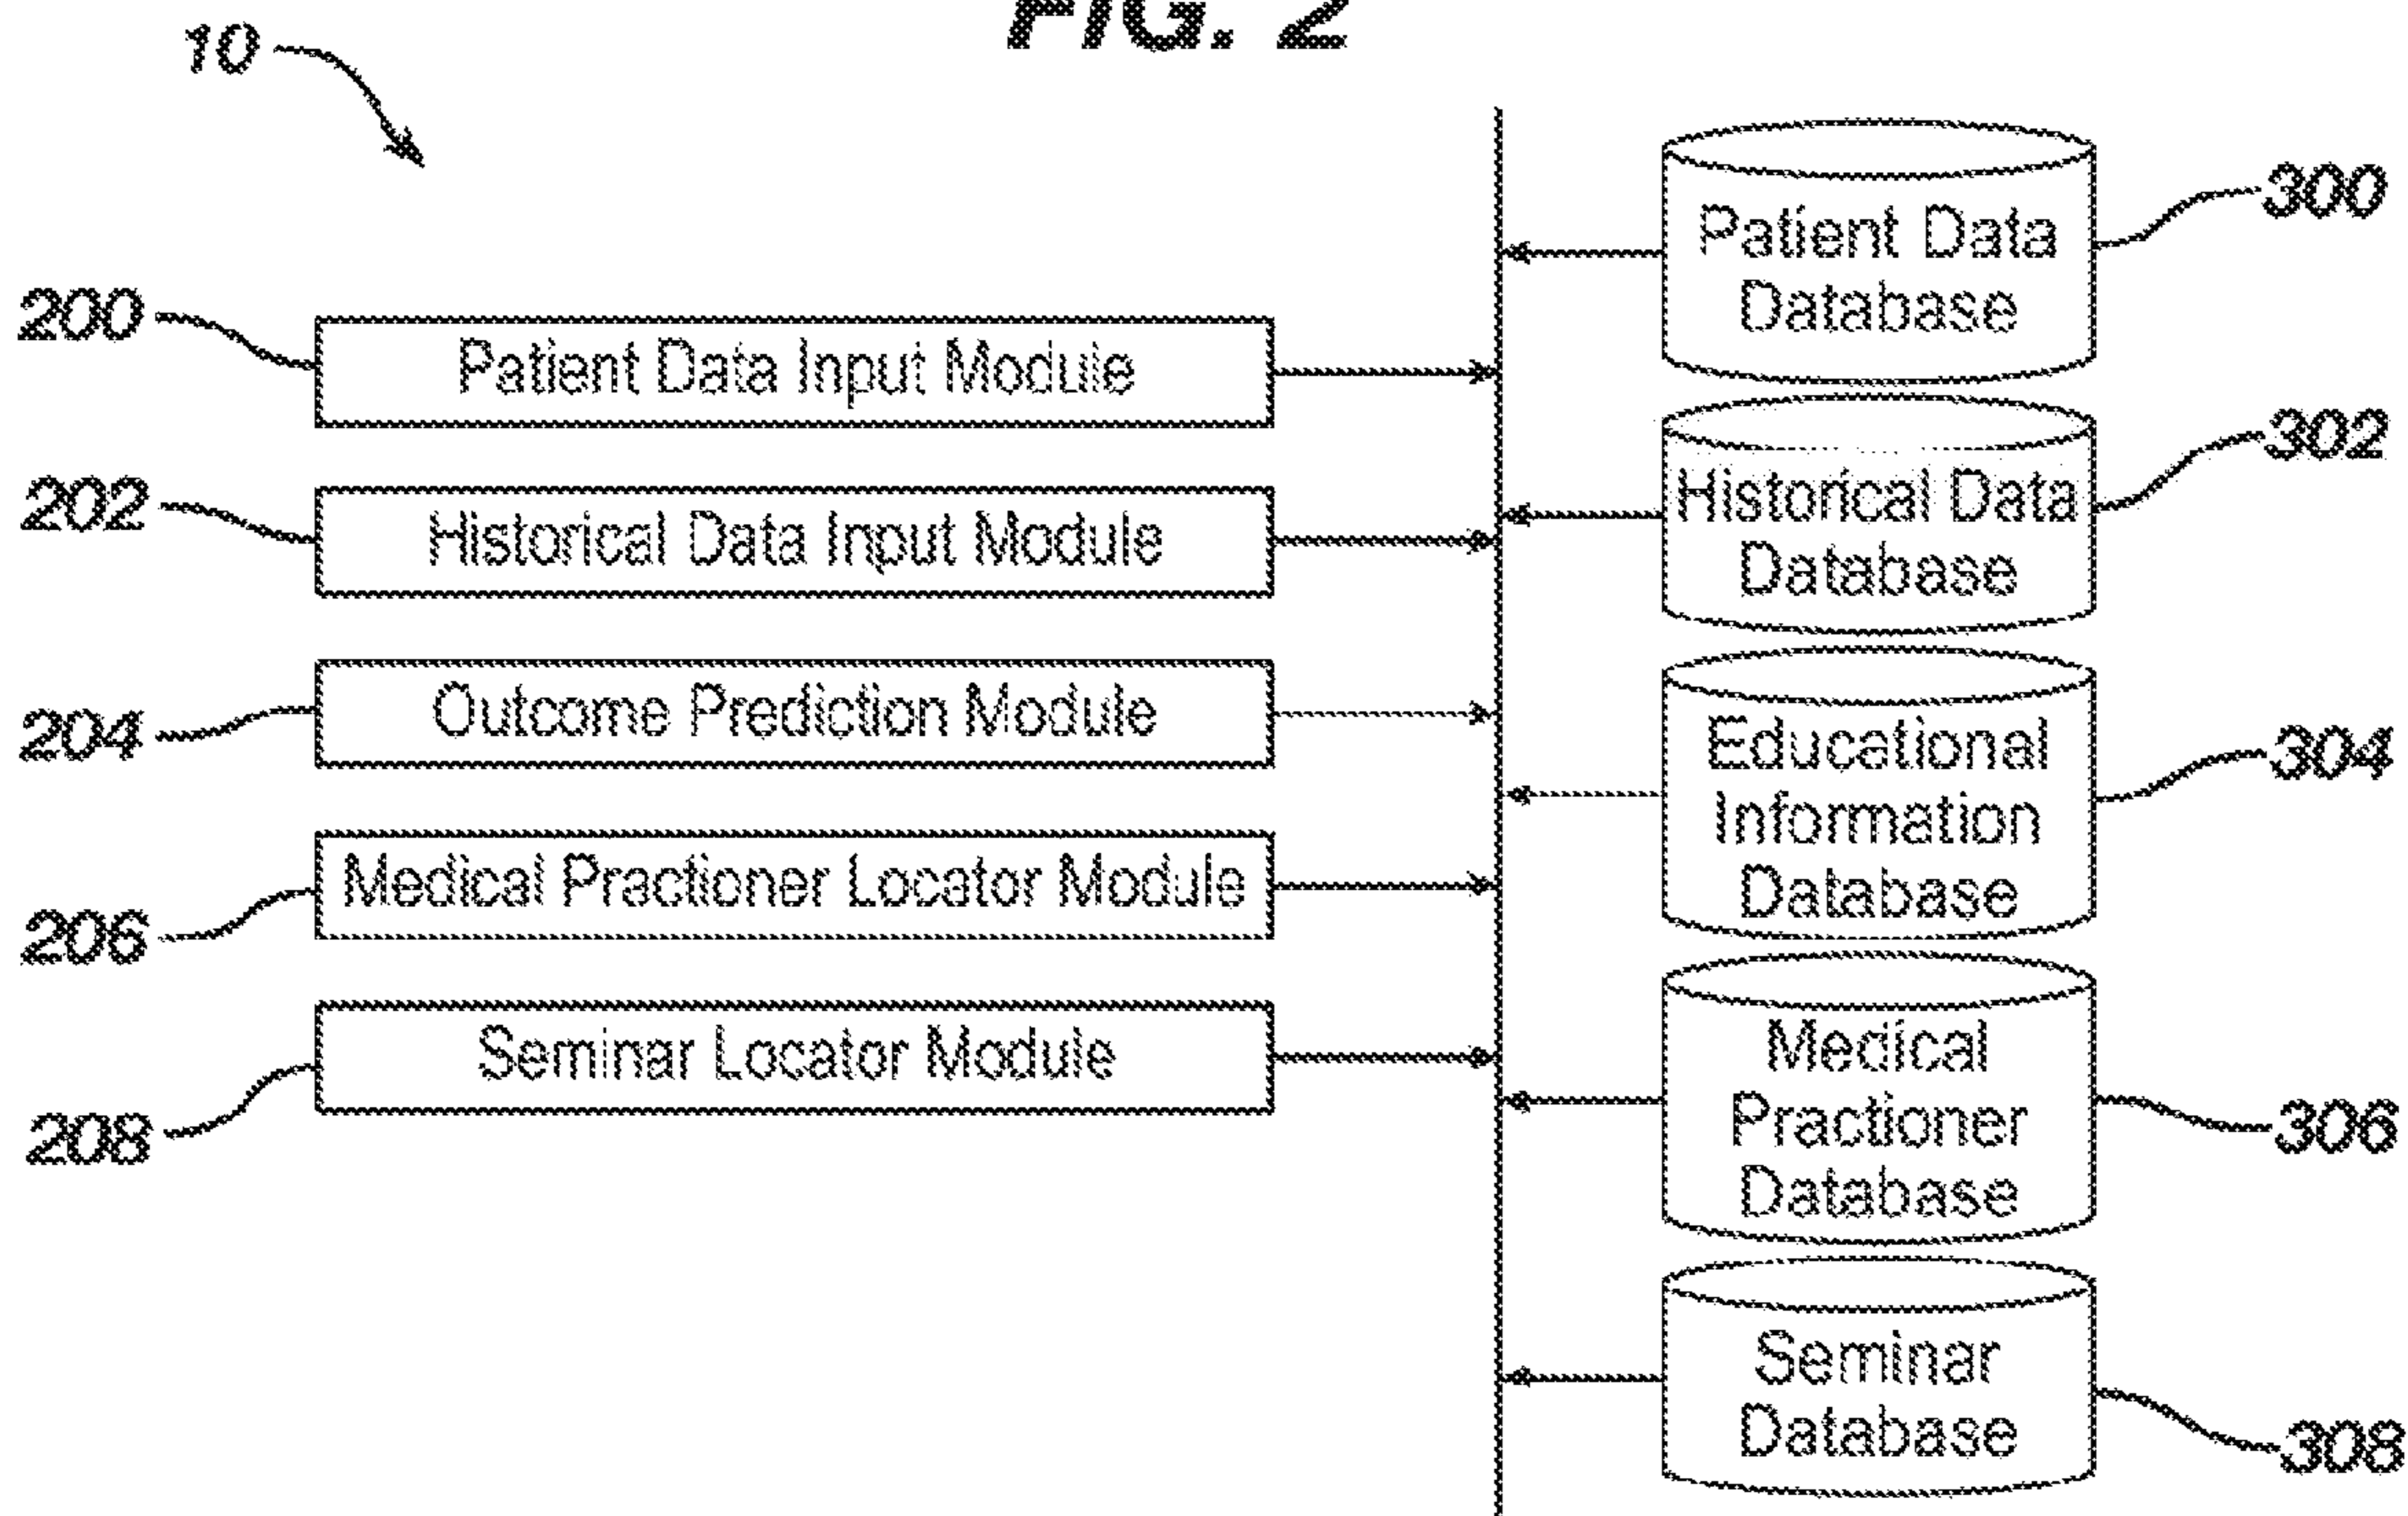 FIG. 2
10
200
Patient Data Input Module
202
Historical Data Input Module
204
Outcome Prediction Module
206
Medical Practioner Locator Module
208
Seminar Locator Module
Patient Data
Database
300
Historical Data
Database
302
Educational
Information
Database
304
Medical
Practioner
Database
306
Seminar
Database
308